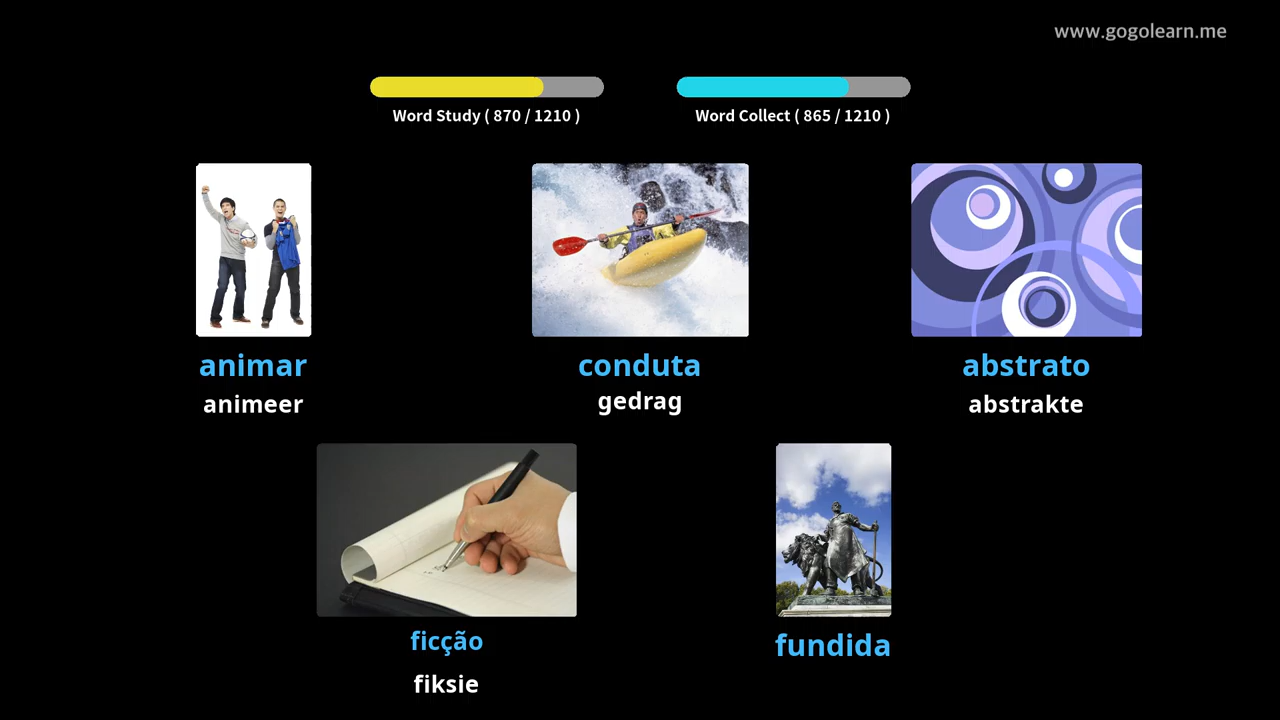 www.gogolearn.me
Word Study ( 870 / 1210 )
Word Collect ( 865 / 1210 )
animar
animeer
conduta
gedrag
abstrato
abstrakte
ficção
fiksie
fundida